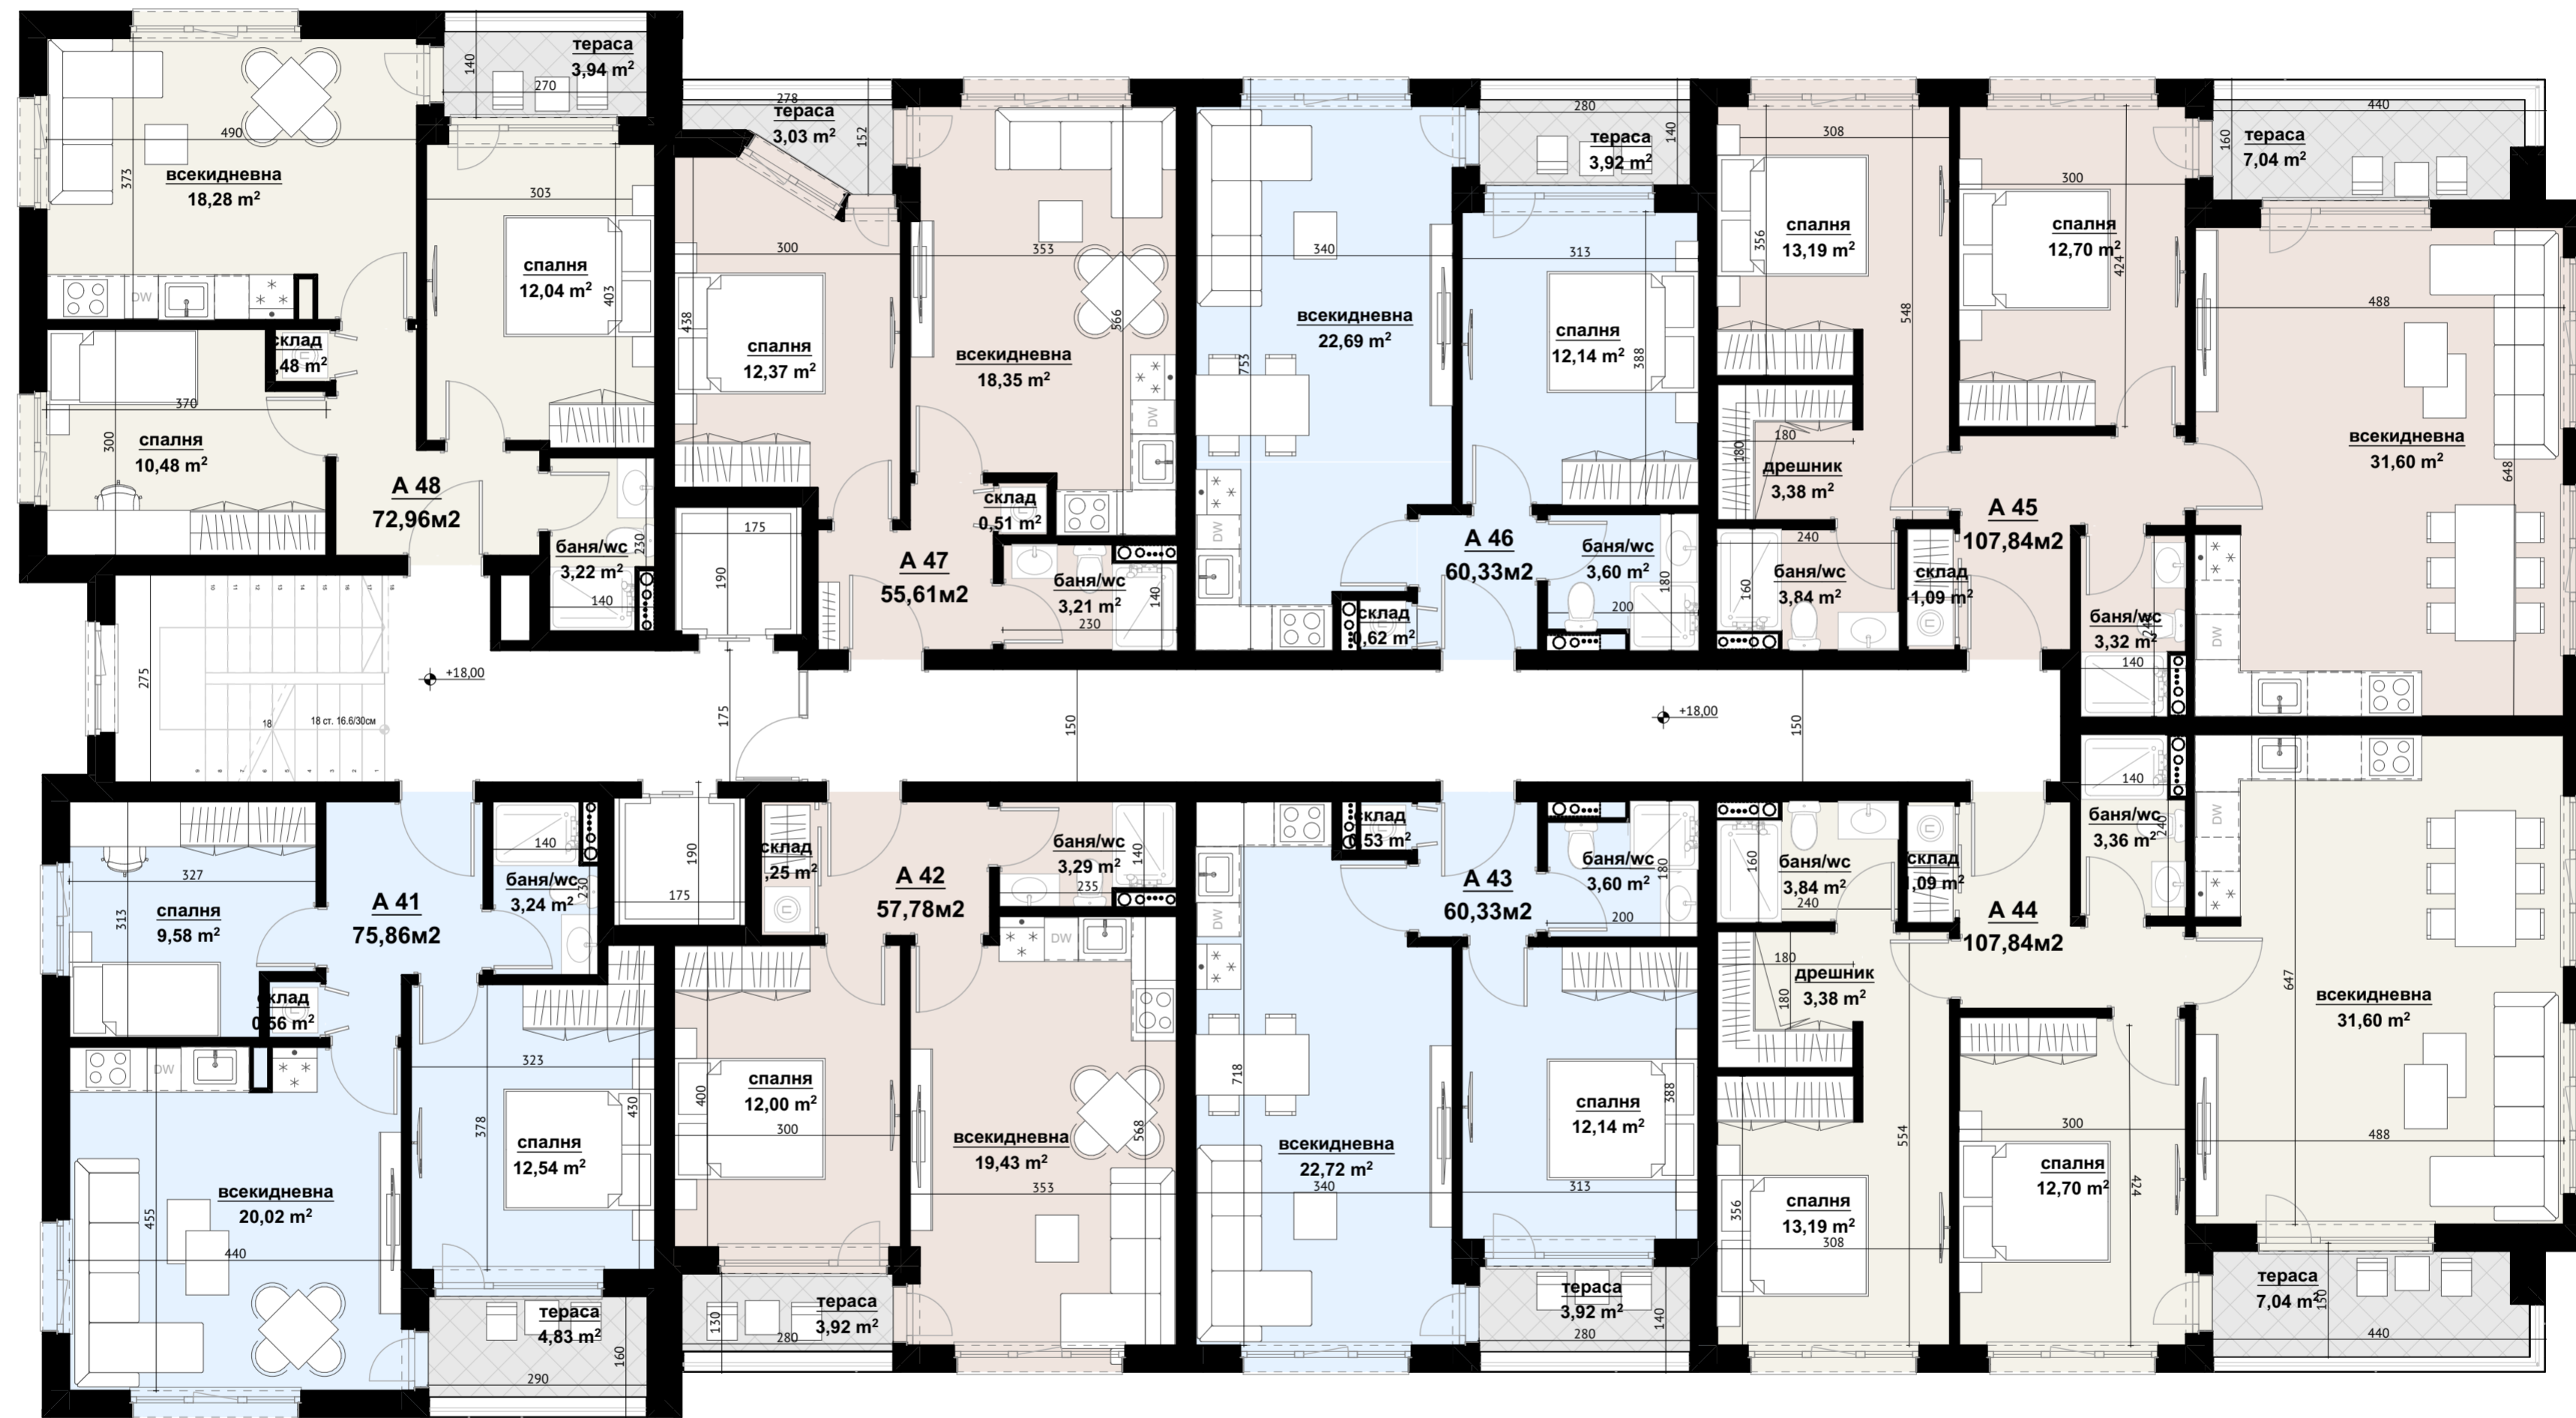 тераса
3,94 m²
140
270
490
373
всекидневна
18,28 m²
303
спалня
12,04 m²
403
DW
склад
,48 m²
370
300
спалня
10,48 m²
А 48
72,96м2
баня/wc
3,22 m²
230
140
278
тераса
3,03 m²
152
300
438
спалня
12,37 m²
353
566
всекидневна
18,35 m²
DW
склад
0,51 m²
А 47
55,61м2
баня/wc
3,21 m²
140
230
175
190
280
тераса
3,92 m²
140
340
753
всекидневна
22,69 m²
DW
313
спалня
12,14 m²
388
А 46
60,33м2
баня/wc
3,60 m²
180
200
склад
0,62 m²
308
356
спалня
13,19 m²
548
180
180
дрешник
3,38 m²
240
160
баня/wc
3,84 m²
склад
1,09 m²
300
спалня
12,70 m²
424
440
160
тераса
7,04 m²
488
всекидневна
31,60 m²
648
А 45
107,84м2
баня/wc
3,32 m²
140
DW
275
18
18 ст. 16.6/30см
+18,00
175
150
+18,00
150
327
313
спалня
9,58 m²
А 41
75,86м2
140
баня/wc
3,24 m²
230
склад
0,56 m²
DW
455
всекидневна
20,02 m²
440
323
378
430
спалня
12,54 m²
тераса
4,83 m²
160
290
190
175
склад
,25 m²
А 42
57,78м2
баня/wc
3,29 m²
140
235
DW
400
спалня
12,00 m²
300
568
всекидневна
19,43 m²
353
130
тераса
3,92 m²
280
склад
,53 m²
DW
А 43
60,33м2
баня/wc
3,60 m²
180
200
718
всекидневна
22,72 m²
340
388
спалня
12,14 m²
313
тераса
3,92 m²
140
280
160
баня/wc
3,84 m²
240
склад
1,09 m²
А 44
107,84м2
140
баня/wc
3,36 m²
240
DW
180
180
дрешник
3,38 m²
554
356
спалня
13,19 m²
308
300
спалня
12,70 m²
424
647
всекидневна
31,60 m²
488
тераса
7,04 m²
150
440